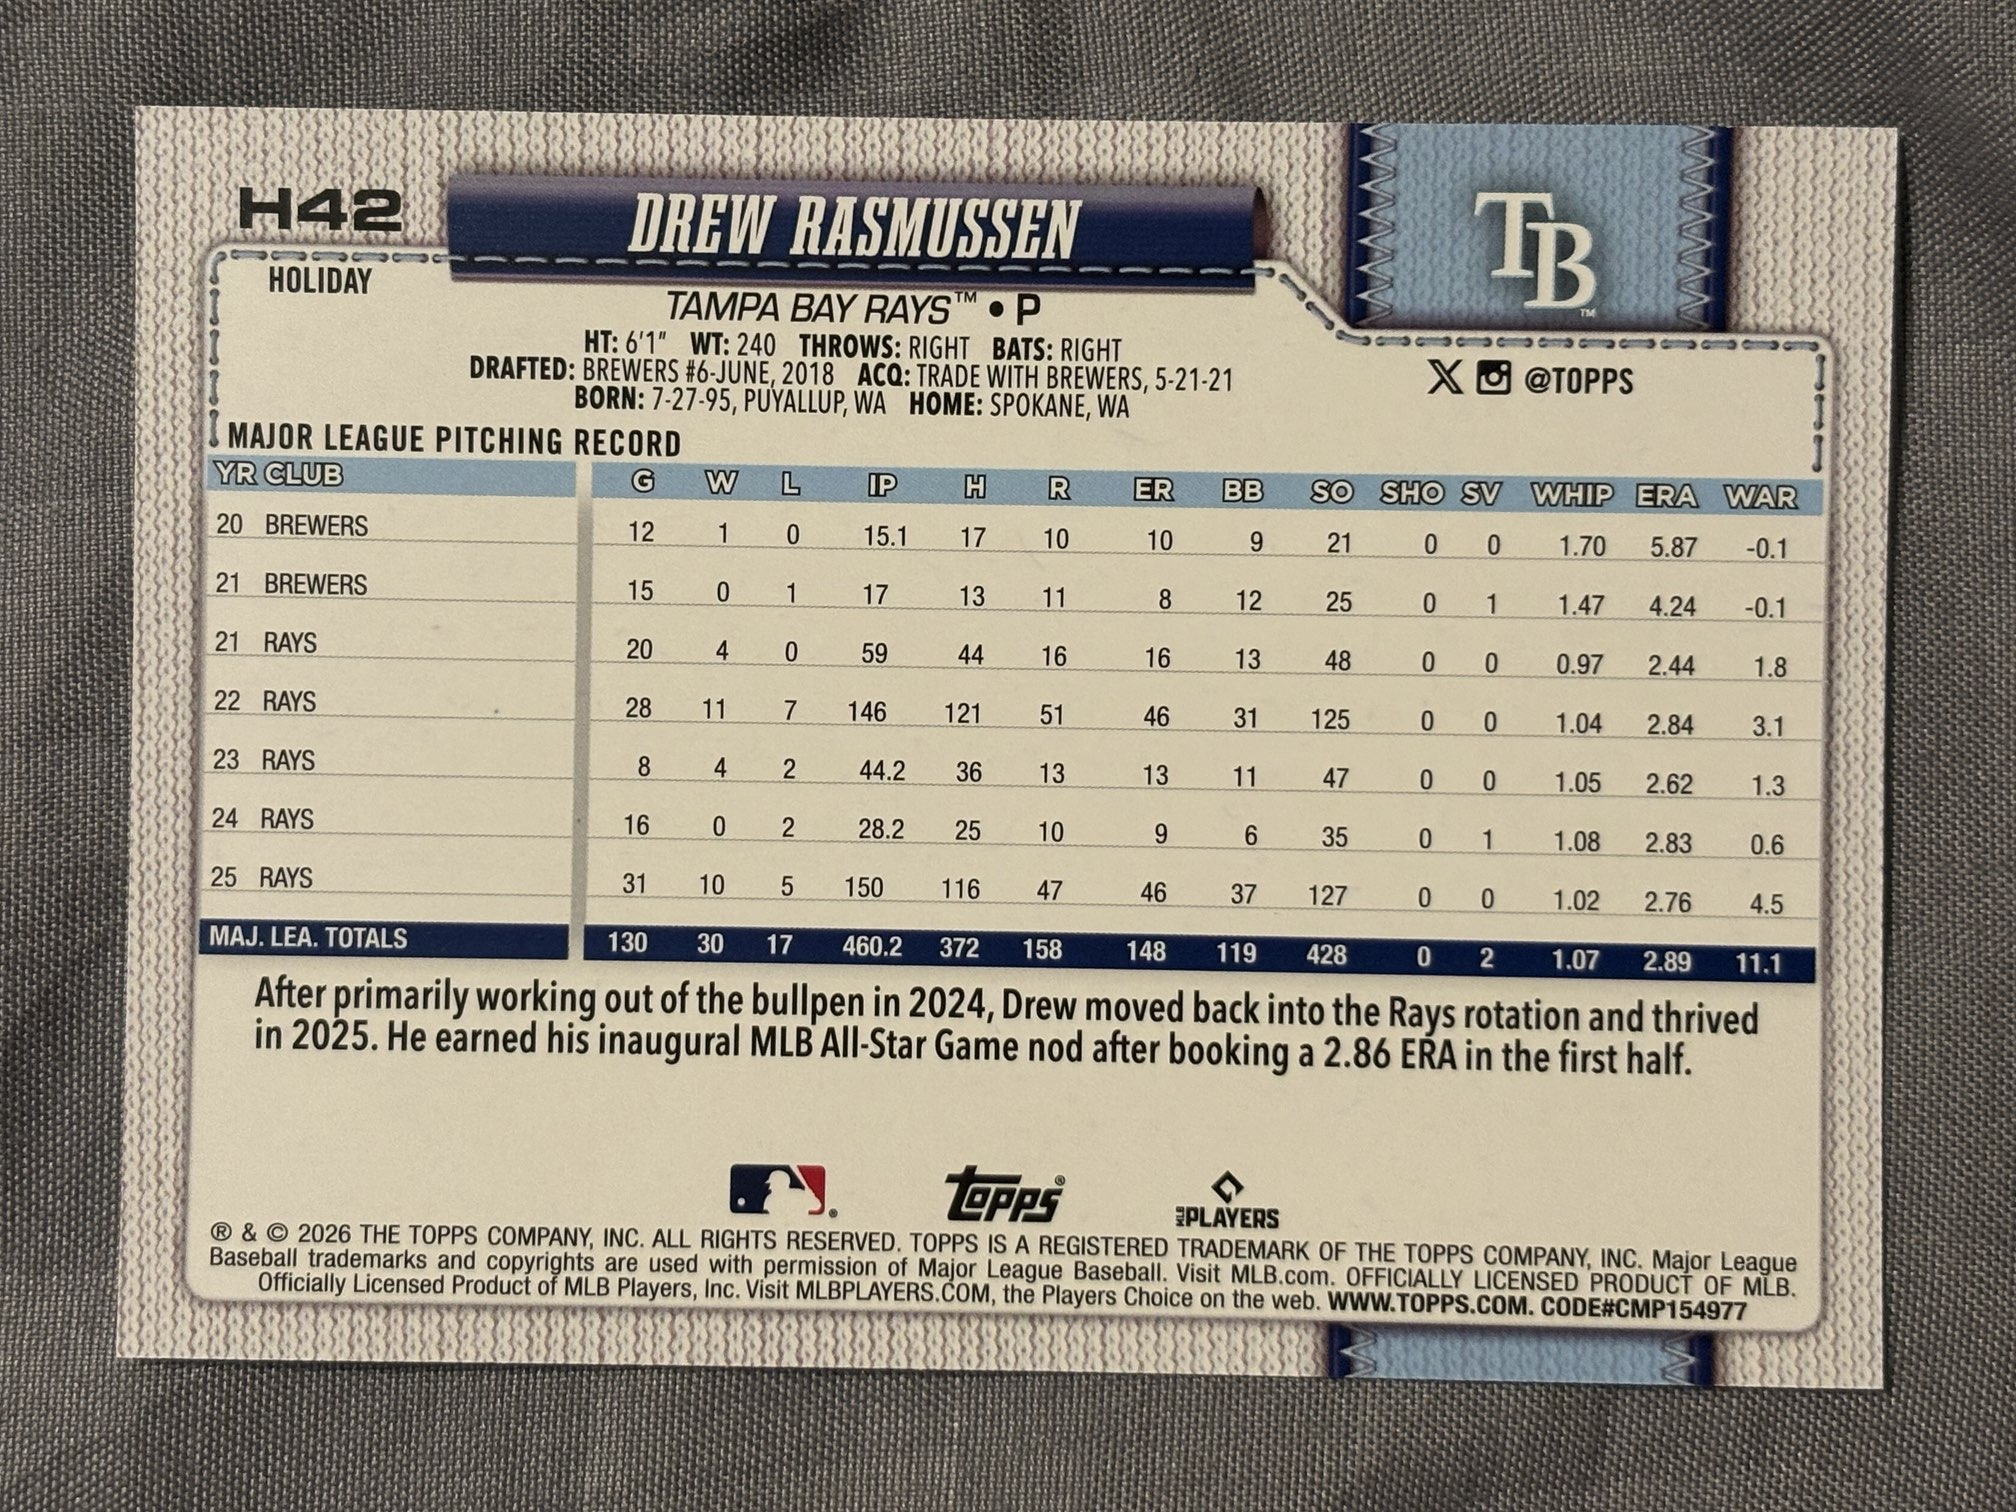 H42
DREW RASMUSSEN
TB
TM
HOLIDAY
TAMPA BAY RAYS™ • P
HT: 6'1" WT: 240 THROWS: RIGHT BATS: RIGHT
DRAFTED: BREWERS #6-JUNE, 2018 ACQ: TRADE WITH BREWERS, 5-21-21
BORN: 7-27-95, PUYALLUP, WA HOME: SPOKANE, WA
X @TOPPS
MAJOR LEAGUE PITCHING RECORD
YR CLUB G W L IP H R ER BB SO SHO SV WHIP ERA WAR
20 BREWERS 12 1 0 15.1 17 10 10 9 21 0 0 1.70 5.87 -0.1
21 BREWERS 15 0 1 17 13 11 8 12 25 0 1 1.47 4.24 -0.1
21 RAYS 20 4 0 59 44 16 16 13 48 0 0 0.97 2.44 1.8
22 RAYS 28 11 7 146 121 51 46 31 125 0 0 1.04 2.84 3.1
23 RAYS 8 4 2 44.2 36 13 13 11 47 0 0 1.05 2.62 1.3
24 RAYS 16 0 2 28.2 25 10 9 6 35 0 1 1.08 2.83 0.6
25 RAYS 31 10 5 150 116 47 46 37 127 0 0 1.02 2.76 4.5
MAJ. LEA. TOTALS 130 30 17 460.2 372 158 148 119 428 0 2 1.07 2.89 11.1
After primarily working out of the bullpen in 2024, Drew moved back into the Rays rotation and thrived
in 2025. He earned his inaugural MLB All-Star Game nod after booking a 2.86 ERA in the first half.
® topps® MLB PLAYERS
® & © 2026 THE TOPPS COMPANY, INC. ALL RIGHTS RESERVED. TOPPS IS A REGISTERED TRADEMARK OF THE TOPPS COMPANY, INC. Major League
Baseball trademarks and copyrights are used with permission of Major League Baseball. Visit MLB.com. OFFICIALLY LICENSED PRODUCT OF MLB.
Officially Licensed Product of MLB Players, Inc. Visit MLBPLAYERS.COM, the Players Choice on the web. WWW.TOPPS.COM. CODE#CMP154977